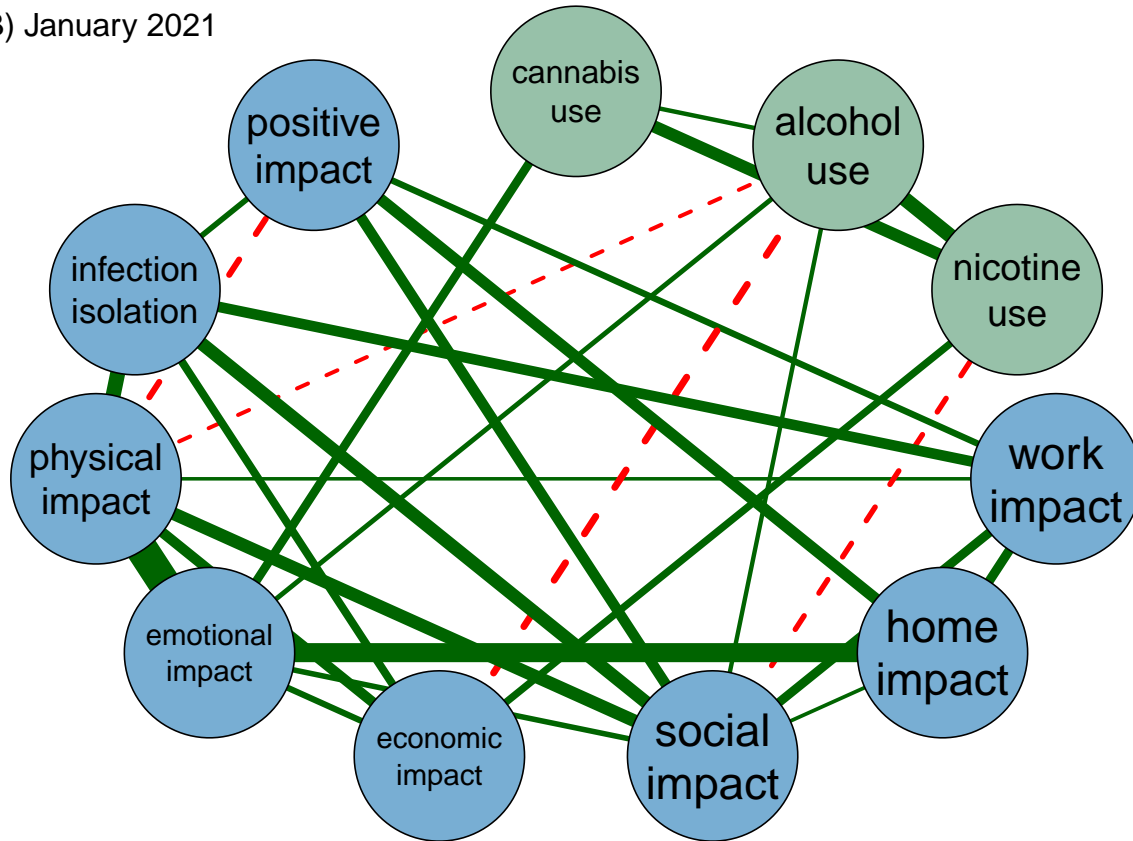 B) January 2021
cannabis
use
alcohol
use
positive
impact
infection
isolation
nicotine
use
physical
impact
work
impact
emotional
impact
home
impact
economic
impact
social
impact